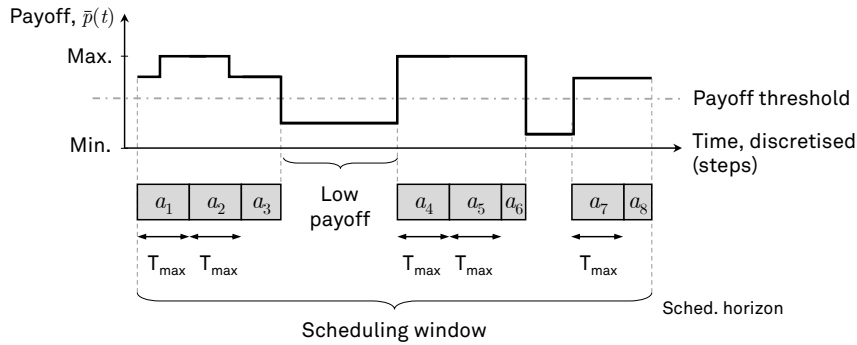 Payoff, p̄(t)
Max.
Payoff threshold
Min.
Time, discretised
(steps)
a₁ a₂ a₃ a₄ a₅ a₆ a₇ a₈
Low
payoff
Tmax Tmax Tmax Tmax Tmax
Sched. horizon
Scheduling window